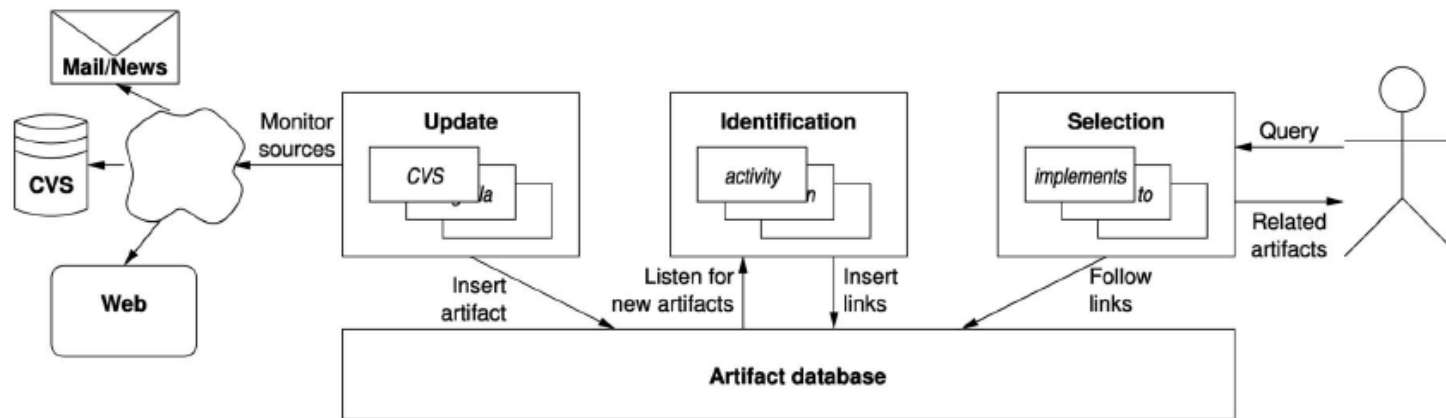 Mail/News
CVS
Web
Monitor
sources
Update
CVS
Insert
artifact
Identification
activity
n
Listen for
new artifacts
Insert
links
Selection
implements
to
Follow
links
Query
Related
artifacts
Artifact database